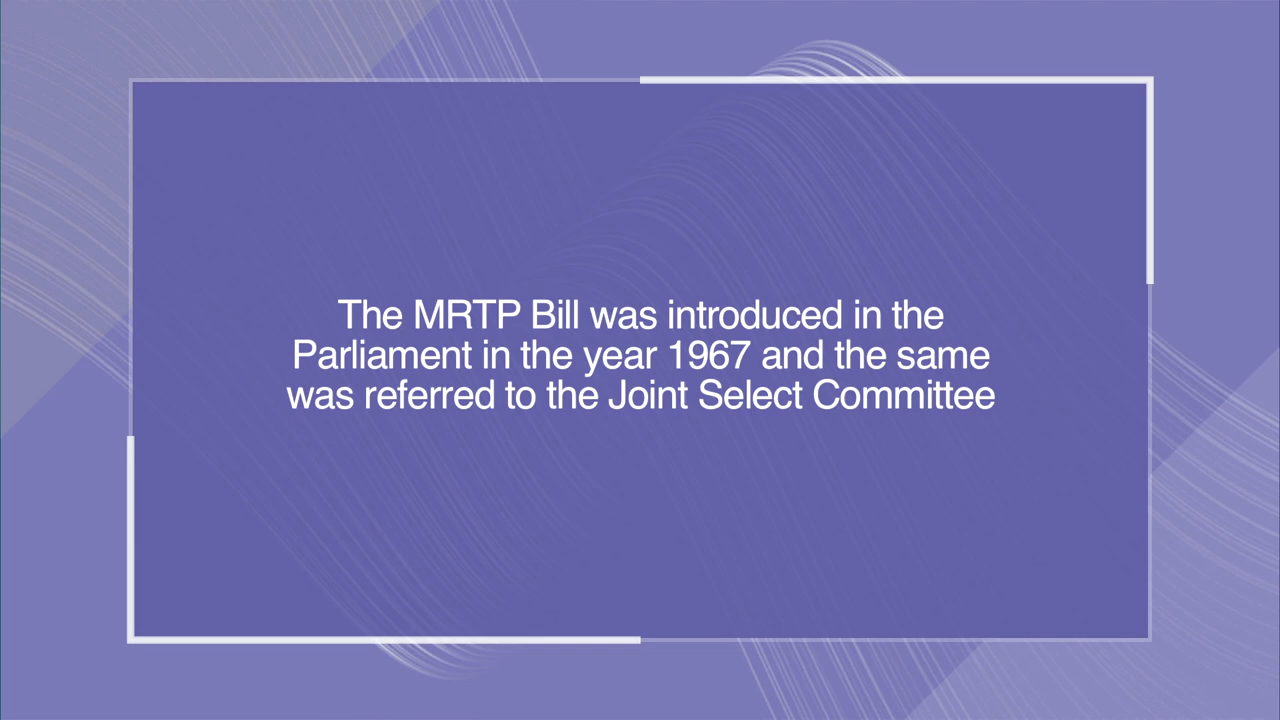 The MRTP Bill was introduced in the
Parliament in the year 1967 and the same
was referred to the Joint Select Committee